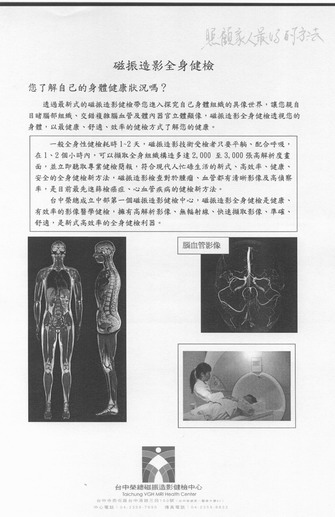 照顧家人最好的方法
磁振造影全身健檢
您了解自己的身體健康狀況嗎？
透過最新式的磁振造影健檢帶您進入探究自己身體組織的具像世界，讓您親自
目睹腦部組織、交錯複雜腦血管及體內器官立體顯像，磁振造影全身健檢透視您的
身體，以最健康、舒適、效率的健檢方式了解您的健康。
一般全身性健檢耗時1-2天，磁振造影技術受檢者只要平躺、配合呼吸，
在1、2個小時內，可以擷取全身組織構造多達2,000至3,000張高解析度畫
面，並立即聽取專業健檢簡報，符合現代人忙碌生活的新式、高效率、健康、
安全的全身健檢新方法。磁振造影檢查對於腫瘤、血管都有清晰影像及高偵察
率，是目前最先進篩檢癌症、心血管疾病的健檢新方法。
台中榮總成立中部第一個磁振造影健檢中心，磁振造影全身健檢是健康、
有效率的影像醫學健檢，擁有高解析影像、無輻射線、快速擷取影像、準確、
舒適，是新式高效率的全身健檢利器。
腦血管影像
台中榮總磁振造影健檢中心
Taichung VGH MRI Health Center